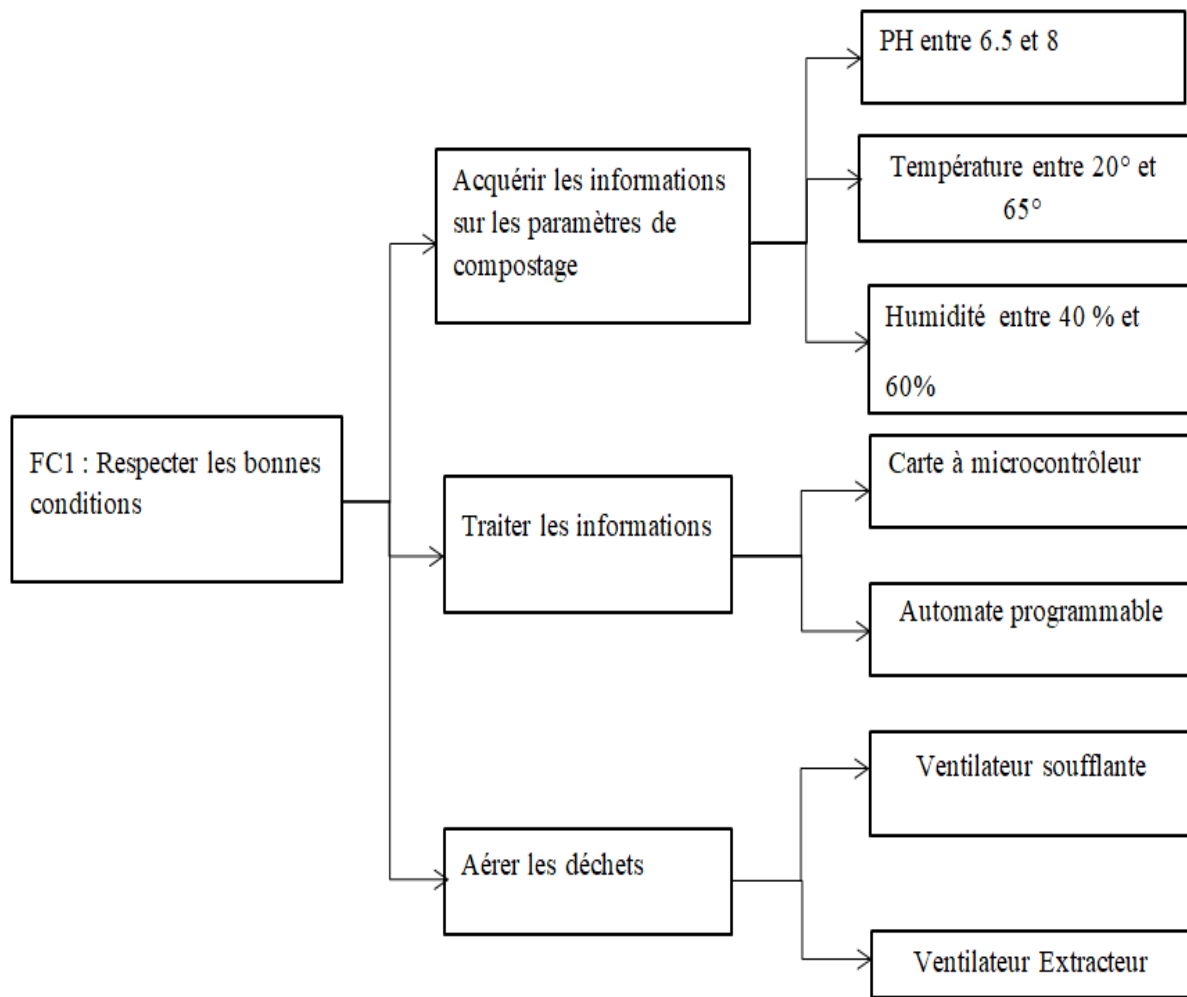 PH entre 6.5 et 8
Température entre 20° et
65°
Acquérir les informations
sur les paramètres de
compostage
Humidité entre 40 % et
60%
FC1 : Respecter les bonnes
conditions
Carte à microcontrôleur
Traiter les informations
Automate programmable
Ventilateur soufflante
Aérer les déchets
Ventilateur Extracteur